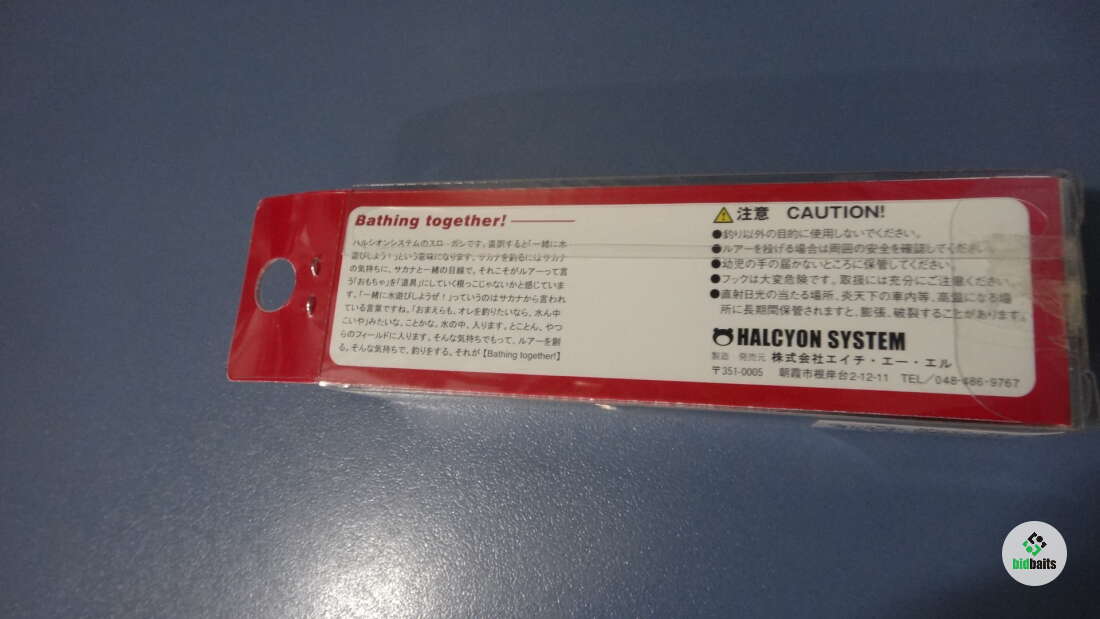 Bathing together!
ハルシオンシステムのスローガンです。直訳すると「一緒に水
遊びしよう!」という意味になります。サカナを釣るにはサカナ
の気持ちに、サカナと一緒の目線で。それこそがルアーって言
う「おもちゃ」を「道具」にしていく根っこじゃないかと感じていま
す。「一緒に水遊びしようぜ!」っていうのはサカナから言われ
ている言葉ですね。「おまえらも、オレを釣りたいなら、水ん中
こいや」みたいな。ことかな。水の中、入ります。とことん、やつ
らのフィールドに入ります。そんな気持ちでもって、ルアーを創
る。そんな気持ちで、釣りをする。それが【Bathing together!】
注意 CAUTION!
●釣り以外の目的に使用しないでください。
●ルアーを投げる場合は周囲の安全を確認してください。
●幼児の手の届かないところに保管してください。
●フックは大変危険です。取扱には充分にご注意ください。
●直射日光の当たる場所、炎天下の車内等、高温になる場
所に長期間保管されますと、膨張、破裂することがあります。
HALCYON SYSTEM
製造 発売元 株式会社エイチ・エー・エル
〒351-0005 朝霞市根岸台2-12-11 TEL/048-486-9767
bidbaits